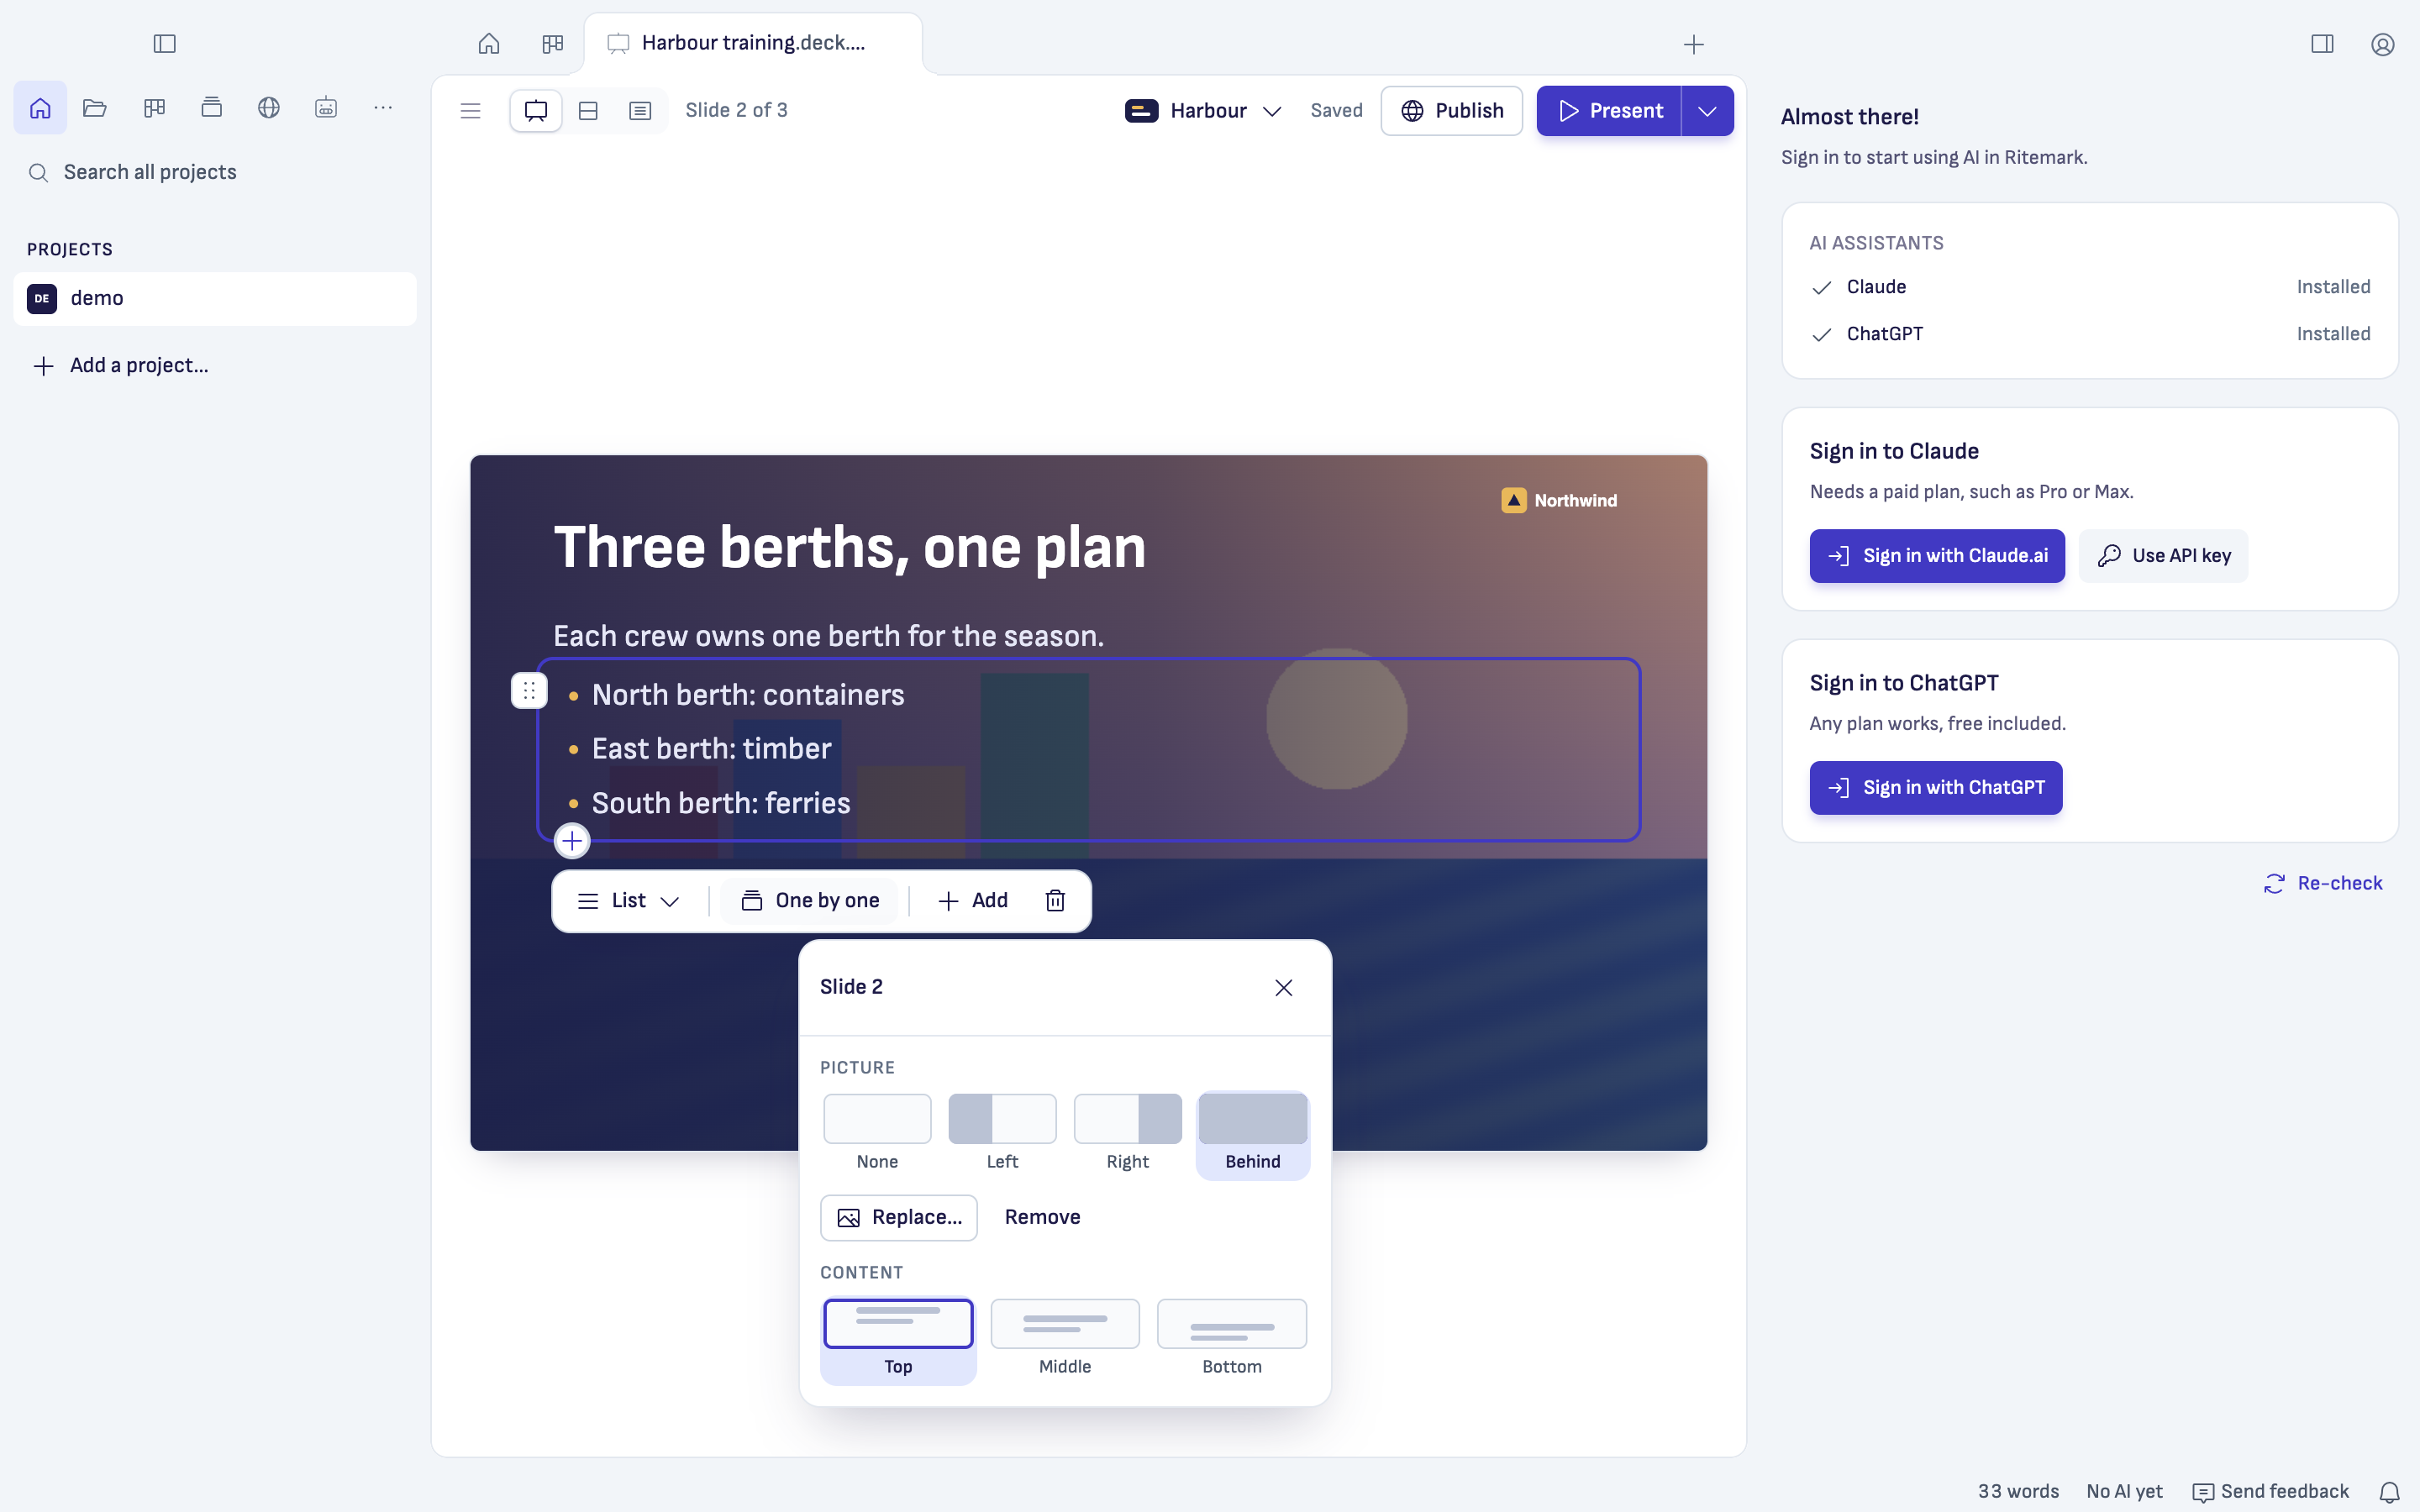 Harbour training.deck....
Search all projects
PROJECTS
DE demo
Add a project...
Slide 2 of 3
Harbour
Saved
Publish
Present
Northwind
Three berths, one plan
Each crew owns one berth for the season.
North berth: containers
East berth: timber
South berth: ferries
List
One by one
Add
Slide 2
PICTURE
None
Left
Right
Behind
Replace...
Remove
CONTENT
Top
Middle
Bottom
Almost there!
Sign in to start using AI in Ritemark.
AI ASSISTANTS
Claude Installed
ChatGPT Installed
Sign in to Claude
Needs a paid plan, such as Pro or Max.
Sign in with Claude.ai
Use API key
Sign in to ChatGPT
Any plan works, free included.
Sign in with ChatGPT
Re-check
33 words
No AI yet
Send feedback